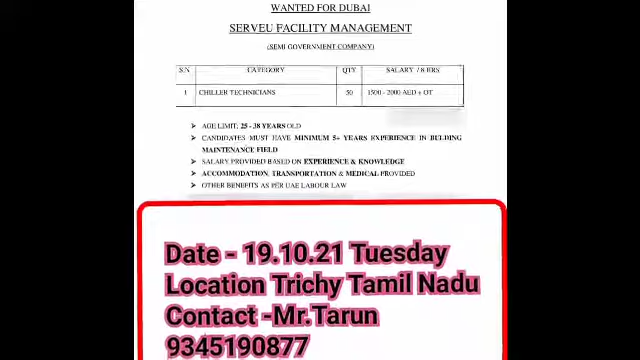 WANTED FOR DUBAI
SERVEU FACILITY MANAGEMENT
(SEMI GOVERNMENT COMPANY)
S.N CATEGORY QTY SALARY / 8 HRS
1 CHILLER TECHNICIANS 50 1500 - 2000 AED + OT
➢ AGE LIMIT; 25 - 38 YEARS OLD
➢ CANDIDATES MUST HAVE MINIMUM 5+ YEARS EXPERIENCE IN BULDING
MAINTENANCE FIELD
➢ SALARY PROVIDED BASED ON EXPERIENCE & KNOWLEDGE
➢ ACCOMMODATION, TRANSPORTATION & MEDICAL PROVIDED
➢ OTHER BENEFITS AS PER UAE LABOUR LAW
Date - 19.10.21 Tuesday
Location Trichy Tamil Nadu
Contact -Mr.Tarun
9345190877